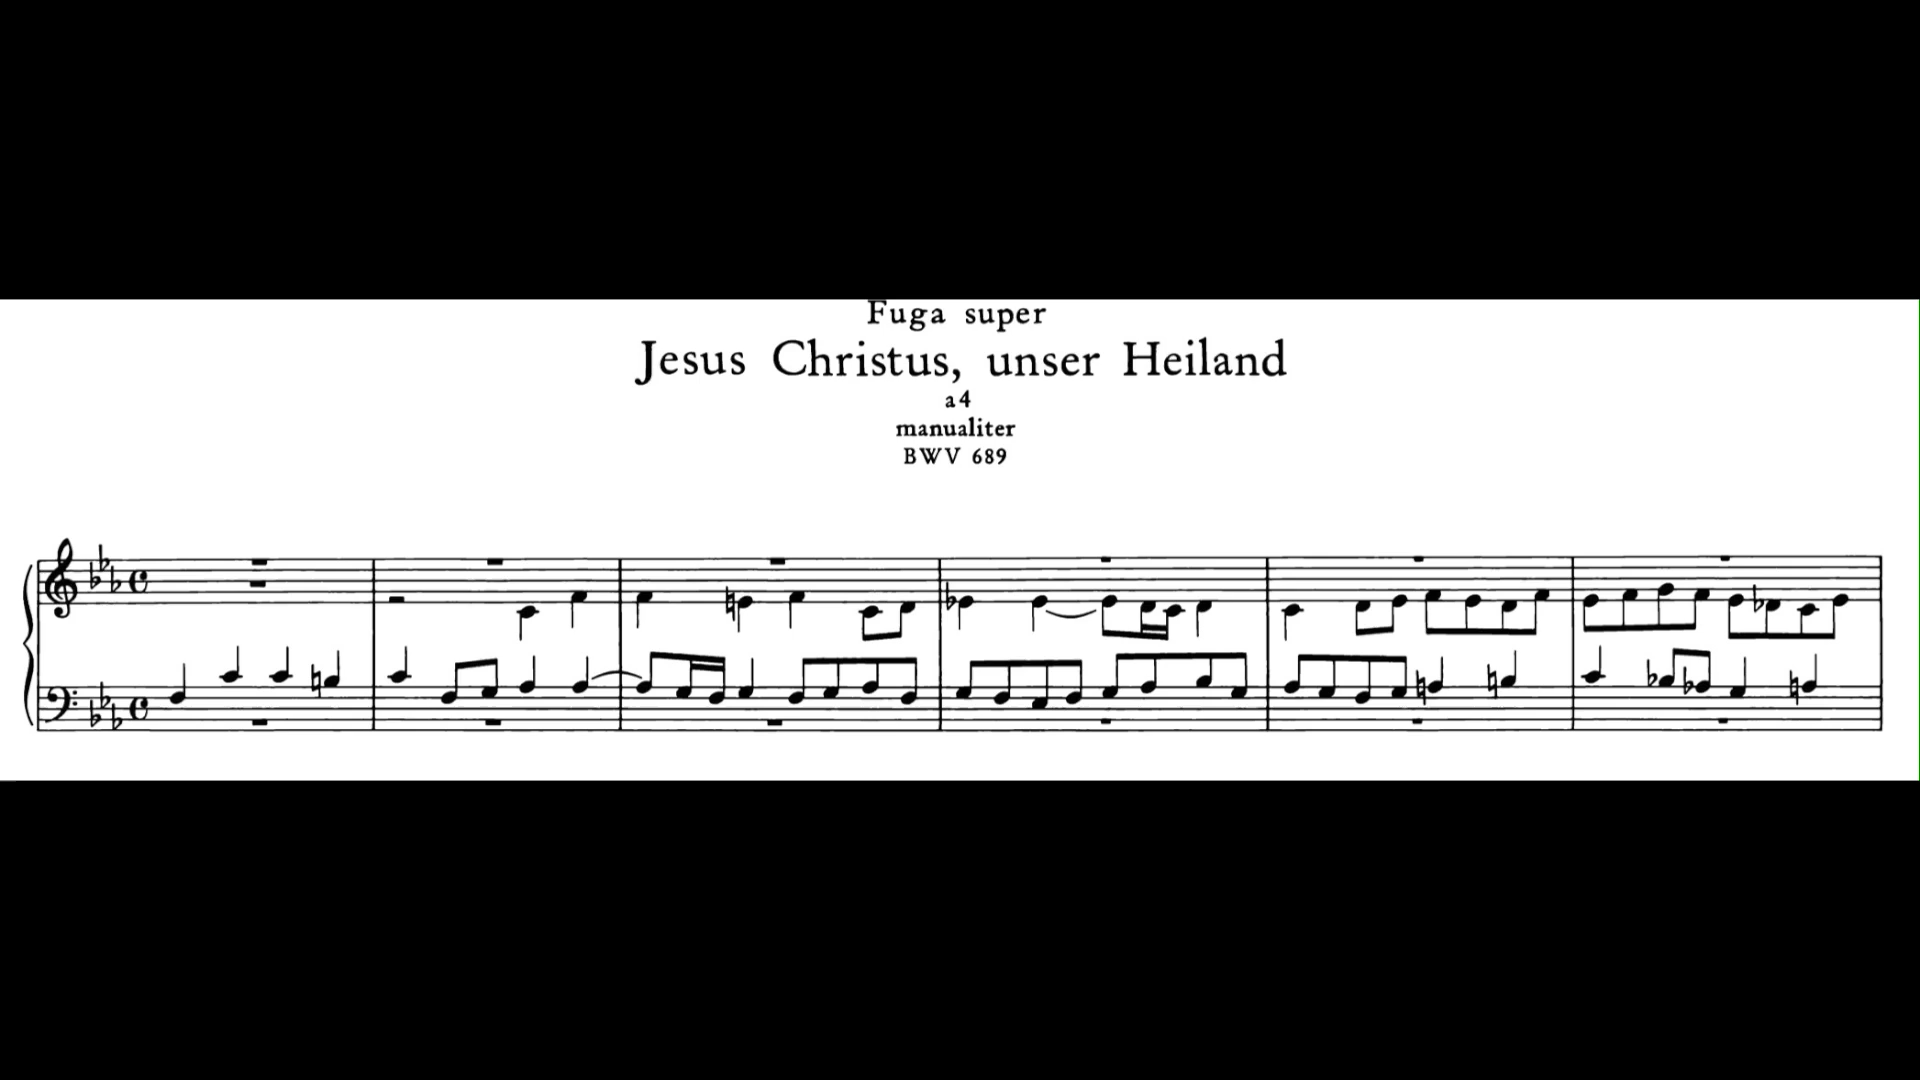 Fuga super
Jesus Christus, unser Heiland
a 4
manualiter
BWV 689